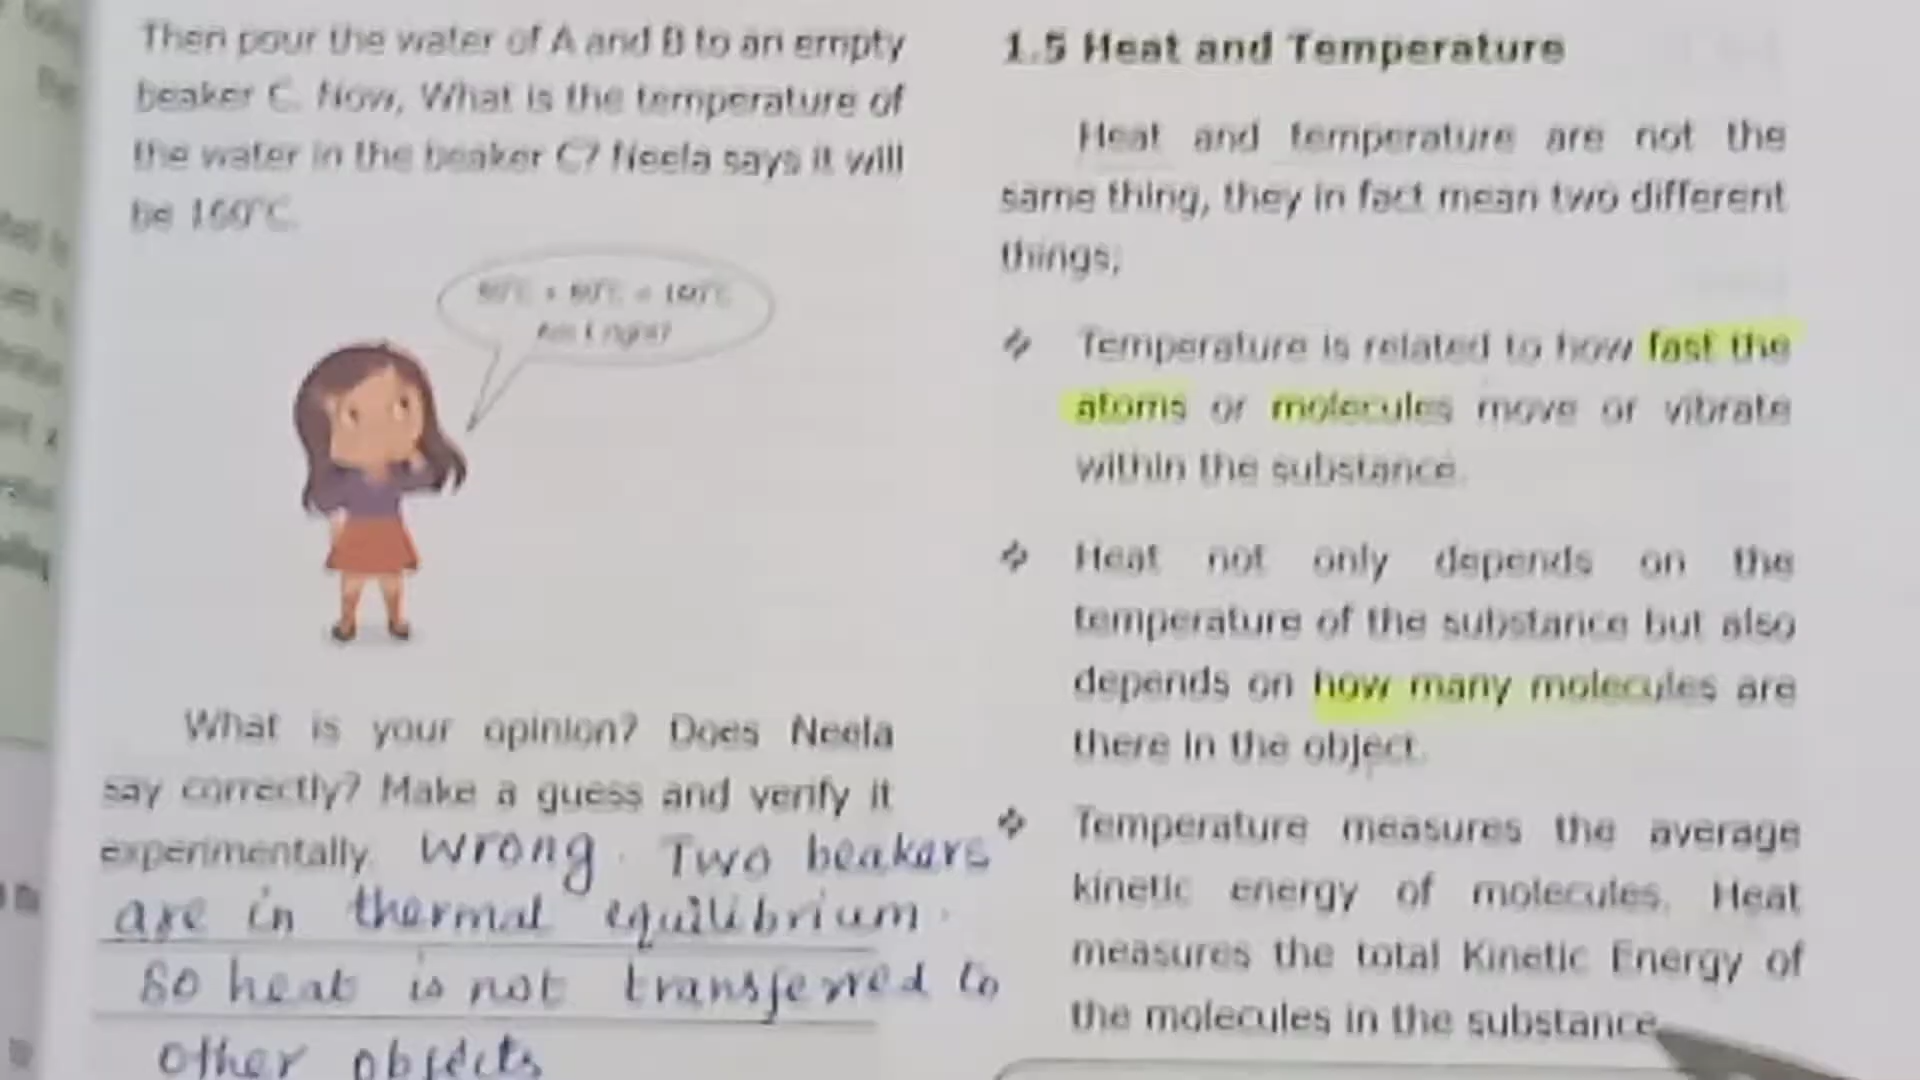 Then pour the water of A and B to an empty
beaker C. Now, What is the temperature of
the water in the beaker C? Neela says it will
be 160°C.
80°C + 80°C = 160°C
Am I right?
What is your opinion? Does Neela
say correctly? Make a guess and verify it
experimentally. Wrong. Two beakers
are in thermal equilibrium.
So heat is not transferred to
other objects
1.5 Heat and Temperature
Heat and temperature are not the
same thing, they in fact mean two different
things;
Temperature is related to how fast the
atoms or molecules move or vibrate
within the substance.
Heat not only depends on the
temperature of the substance but also
depends on how many molecules are
there in the object.
Temperature measures the average
kinetic energy of molecules. Heat
measures the total Kinetic Energy of
the molecules in the substance